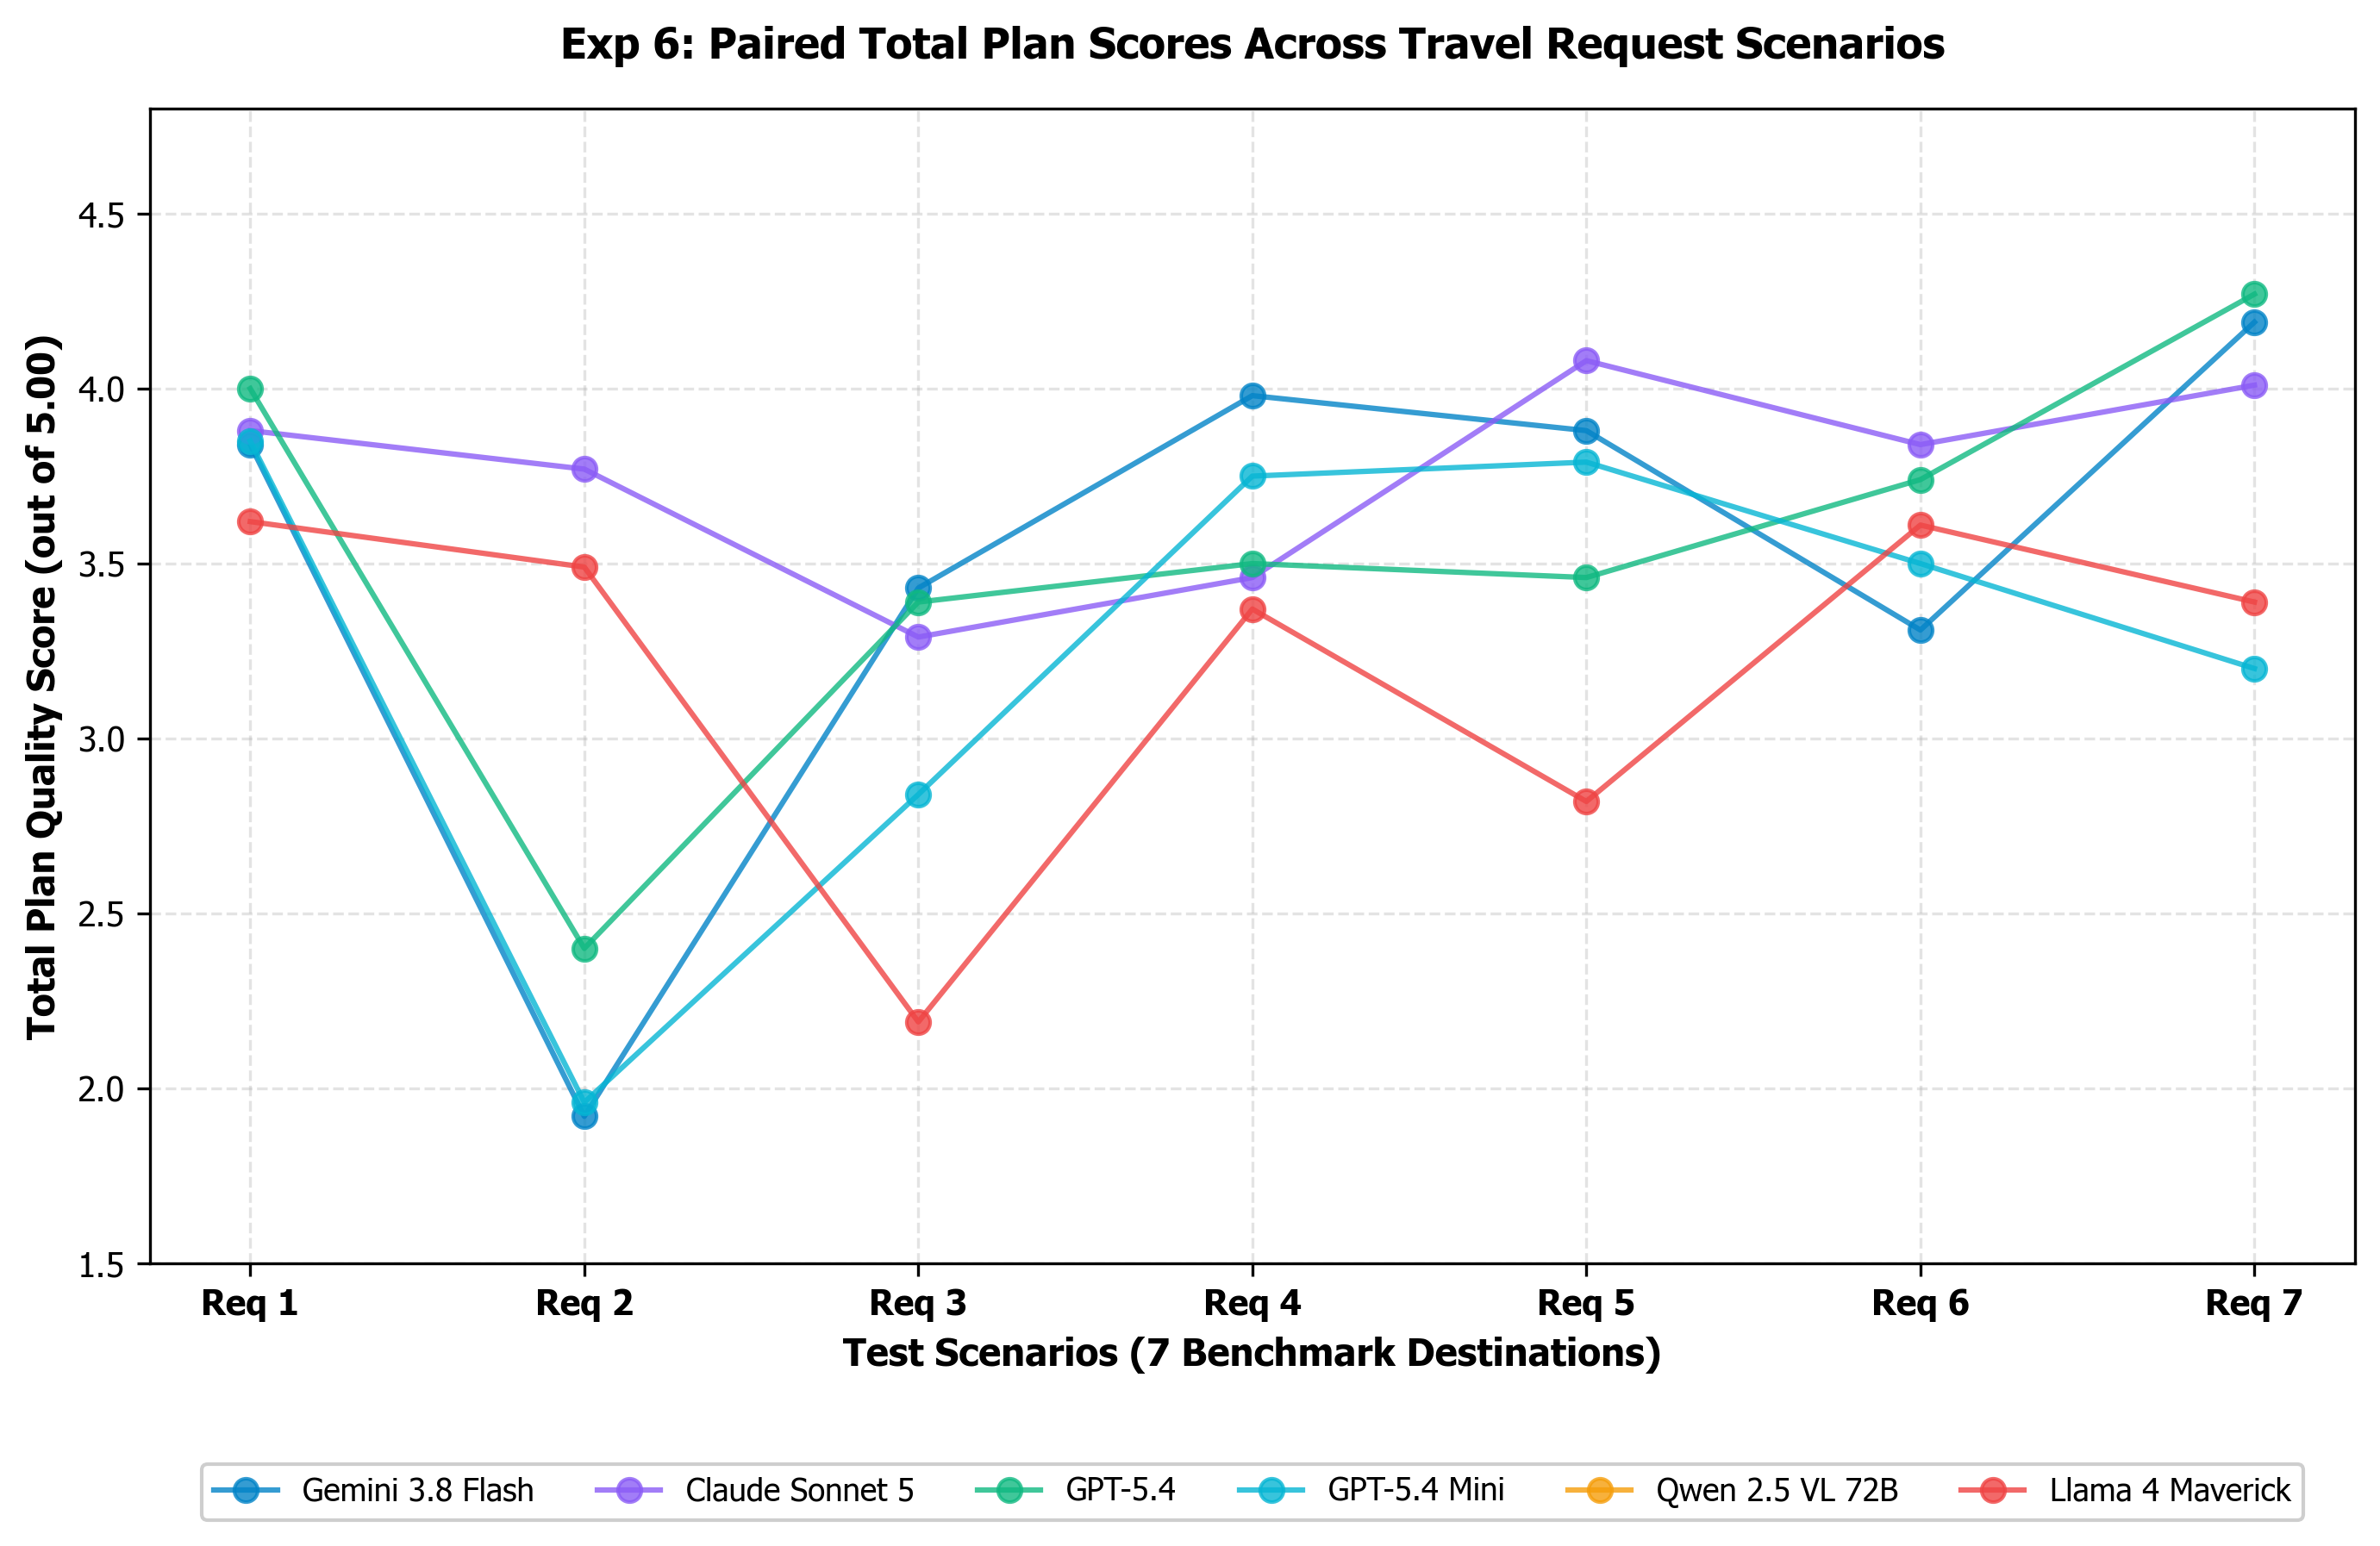 Exp 6: Paired Total Plan Scores Across Travel Request Scenarios
Total Plan Quality Score (out of 5.00)
4.5
4.0
3.5
3.0
2.5
2.0
1.5
Req 1 Req 2 Req 3 Req 4 Req 5 Req 6 Req 7
Test Scenarios (7 Benchmark Destinations)
Gemini 3.8 Flash Claude Sonnet 5 GPT-5.4 GPT-5.4 Mini Qwen 2.5 VL 72B Llama 4 Maverick